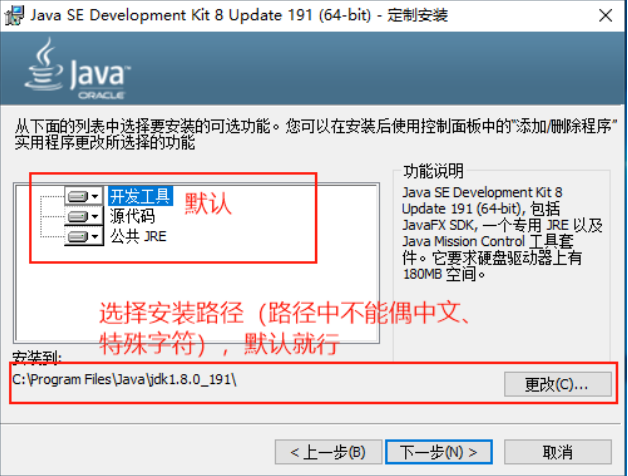 Java SE Development Kit 8 Update 191 (64-bit) - 定制安装
Java™
ORACLE
从下面的列表中选择要安装的可选功能。您可以在安装后使用控制面板中的“添加/删除程序”
实用程序更改所选择的功能
功能说明
开发工具
默认
源代码
公共 JRE
Java SE Development Kit 8
Update 191 (64-bit), 包括
JavaFX SDK, 一个专用 JRE 以及
Java Mission Control 工具套
件。它要求硬盘驱动器上有
180MB 空间。
选择安装路径（路径中不能偶中文、
特殊字符），默认就行
安装到:
C:\Program Files\Java\jdk1.8.0_191\
更改(C)...
< 上一步(B)
下一步(N) >
取消